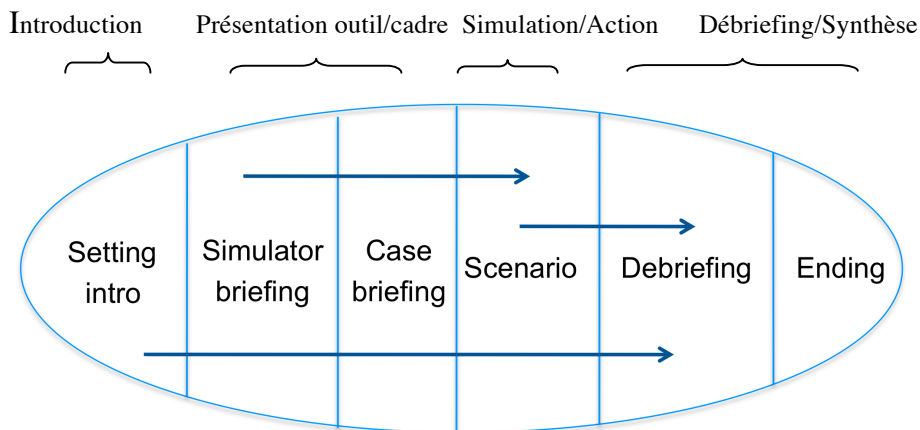 Introduction Présentation outil/cadre Simulation/Action Débriefing/Synthèse
Setting
intro
Simulator
briefing
Case
briefing
Scenario
Debriefing
Ending